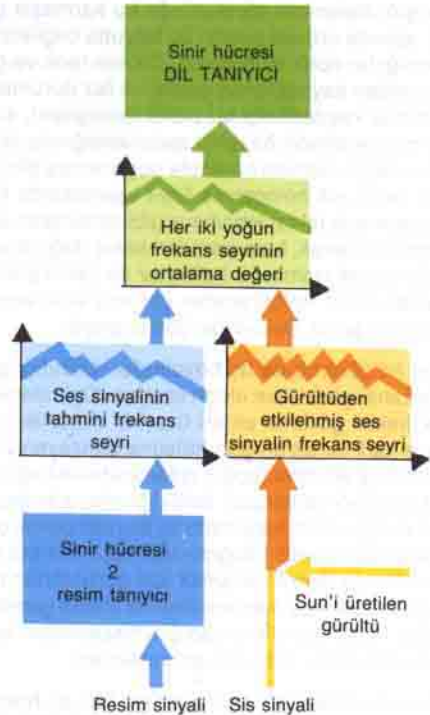 Sinir hücresi
DİL TANIYICI
Her iki yoğun
frekans seyrinin
ortalama değeri
Ses sinyalinin
tahmini frekans
seyri
Gürültüden
etkilenmiş ses
sinyalin frekans seyri
Sinir hücresi
2
resim tanıyıcı
Sun'i üretilen
gürültü
Resim sinyali
Sis sinyali